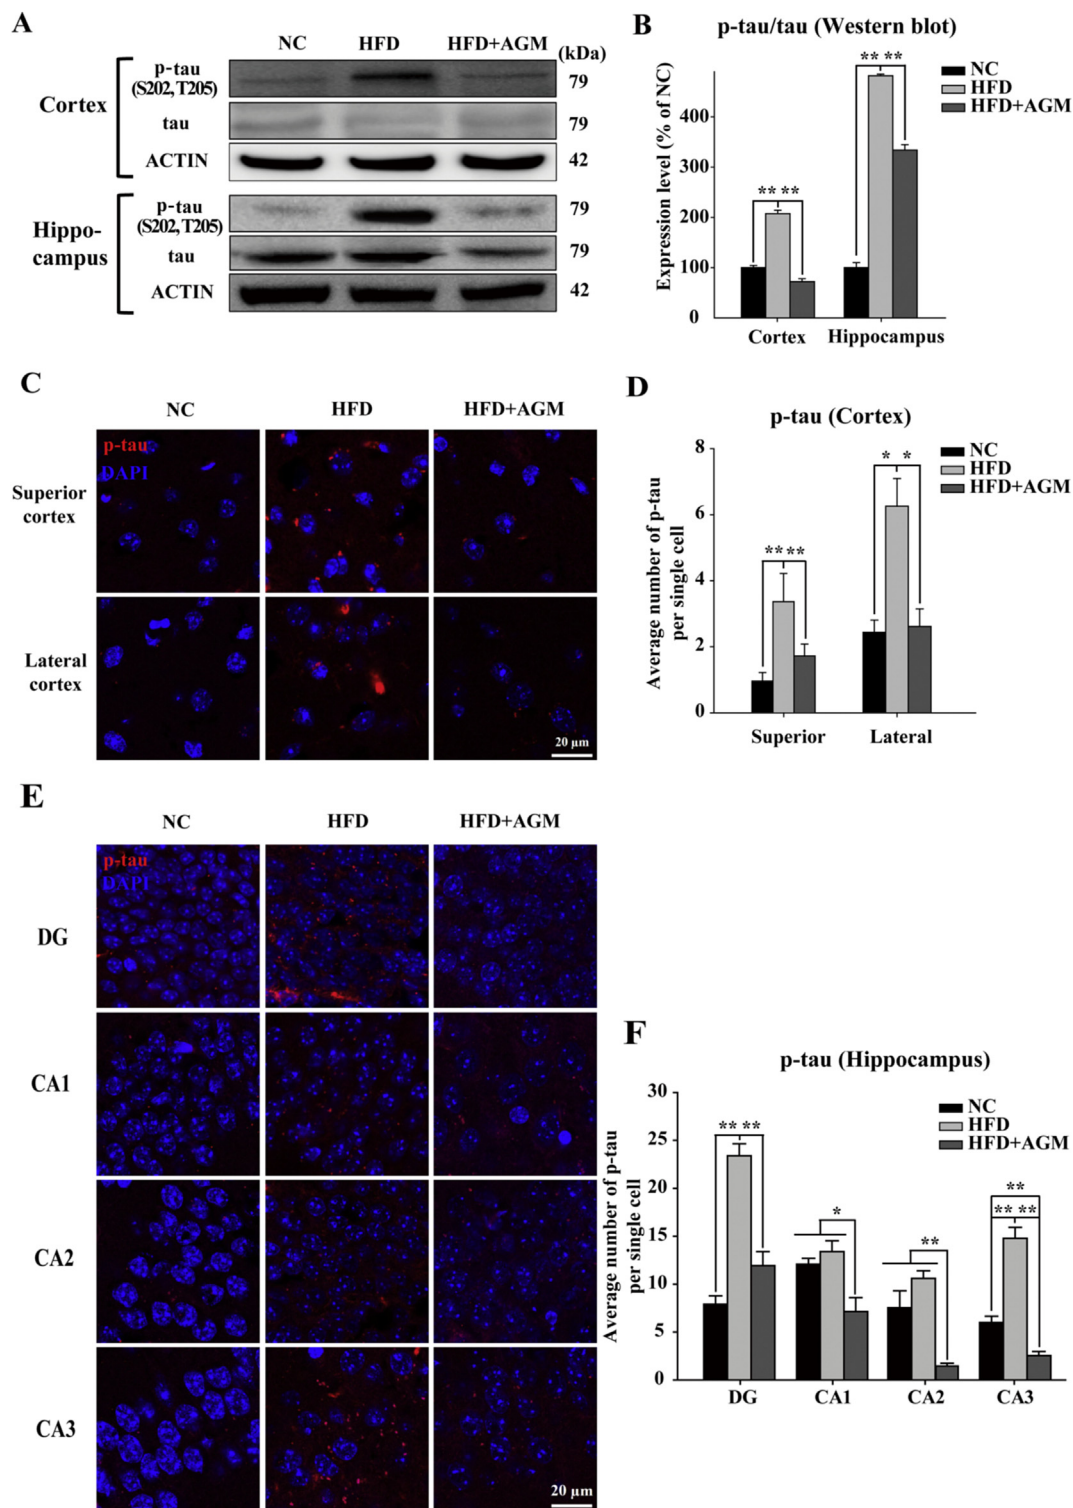 A
NC HFD HFD+AGM (kDa)
Cortex
p-tau
(S202, T205)
79
tau
79
ACTIN
42
Hippo-
campus
p-tau
(S202, T205)
79
tau
79
ACTIN
42
B
p-tau/tau (Western blot)
Expression level (% of NC)
400
300
200
100
0
** **
** **
NC
HFD
HFD+AGM
Cortex Hippocampus
C
NC HFD HFD+AGM
p-tau
DAPI
Superior
cortex
Lateral
cortex
20 µm
D
p-tau (Cortex)
Average number of p-tau
per single cell
8
6
4
2
0
** **
* *
NC
HFD
HFD+AGM
Superior Lateral
E
NC HFD HFD+AGM
p-tau
DAPI
DG
CA1
CA2
CA3
20 µm
F
p-tau (Hippocampus)
Average number of p-tau
per single cell
30
25
20
15
10
5
0
** **
*
**
**
** **
NC
HFD
HFD+AGM
DG CA1 CA2 CA3